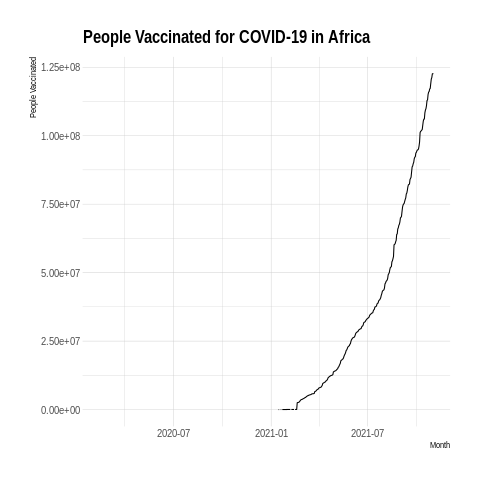 People Vaccinated for COVID-19 in Africa
People Vaccinated
1.25e+08
1.00e+08
7.50e+07
5.00e+07
2.50e+07
0.00e+00
2020-07
2021-01
2021-07
Month